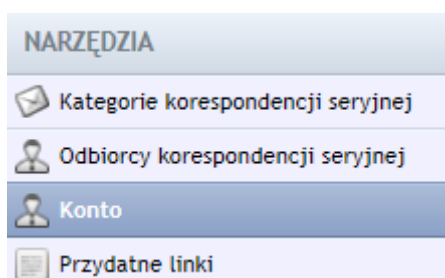 NARZĘDZIA
Kategorie korespondencji seryjnej
Odbiorcy korespondencji seryjnej
Konto
Przydatne linki